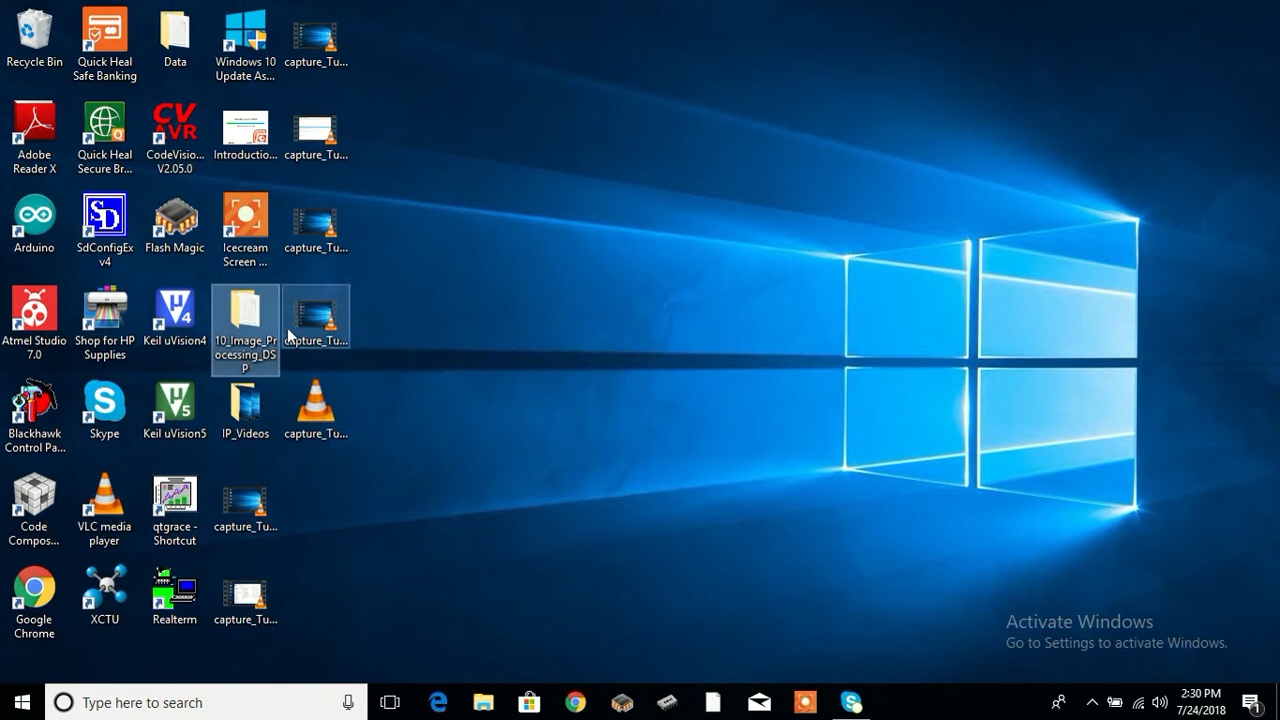 Recycle Bin
Quick Heal
Safe Banking
Data
Windows 10
Update As...
capture_Tu...
Adobe
Reader X
Quick Heal
Secure Br...
CV
AVR
CodeVisio...
V2.05.0
Introductio...
capture_Tu...
Arduino
SD
SdConfigEx
v4
Flash Magic
Icecream
Screen ...
capture_Tu...
Atmel Studio
7.0
Shop for HP
Supplies
Keil uVision4
10_Image_Pr
ocessing_DS
P
capture_Tu...
Blackhawk
Control Pa...
Skype
Keil uVision5
IP_Videos
capture_Tu...
Code
Compos...
VLC media
player
qtgrace -
Shortcut
capture_Tu...
Google
Chrome
XCTU
Realterm
capture_Tu...
Activate Windows
Go to Settings to activate Windows.
Type here to search
2:30 PM
7/24/2018